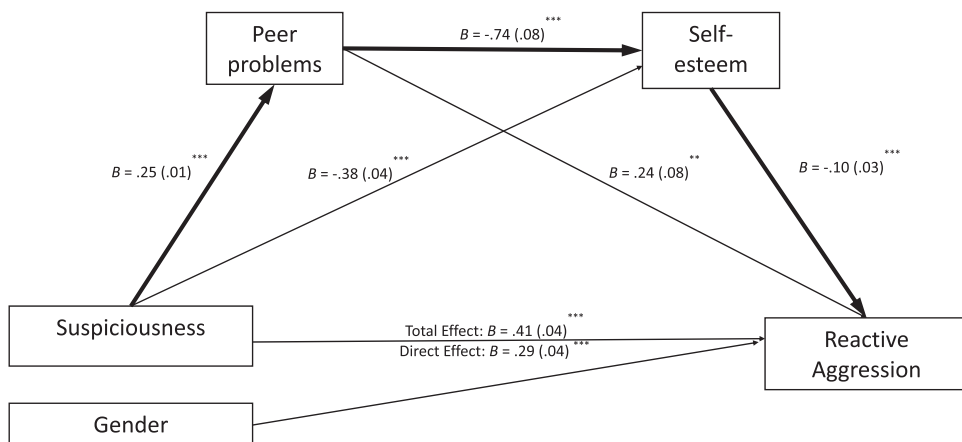 Peer
problems
Self-
esteem
B = -.74 (.08)***
B = .25 (.01)***
B = -.38 (.04)***
B = .24 (.08)**
B = -.10 (.03)***
Suspiciousness
Total Effect: B = .41 (.04)***
Direct Effect: B = .29 (.04)***
Reactive
Aggression
Gender